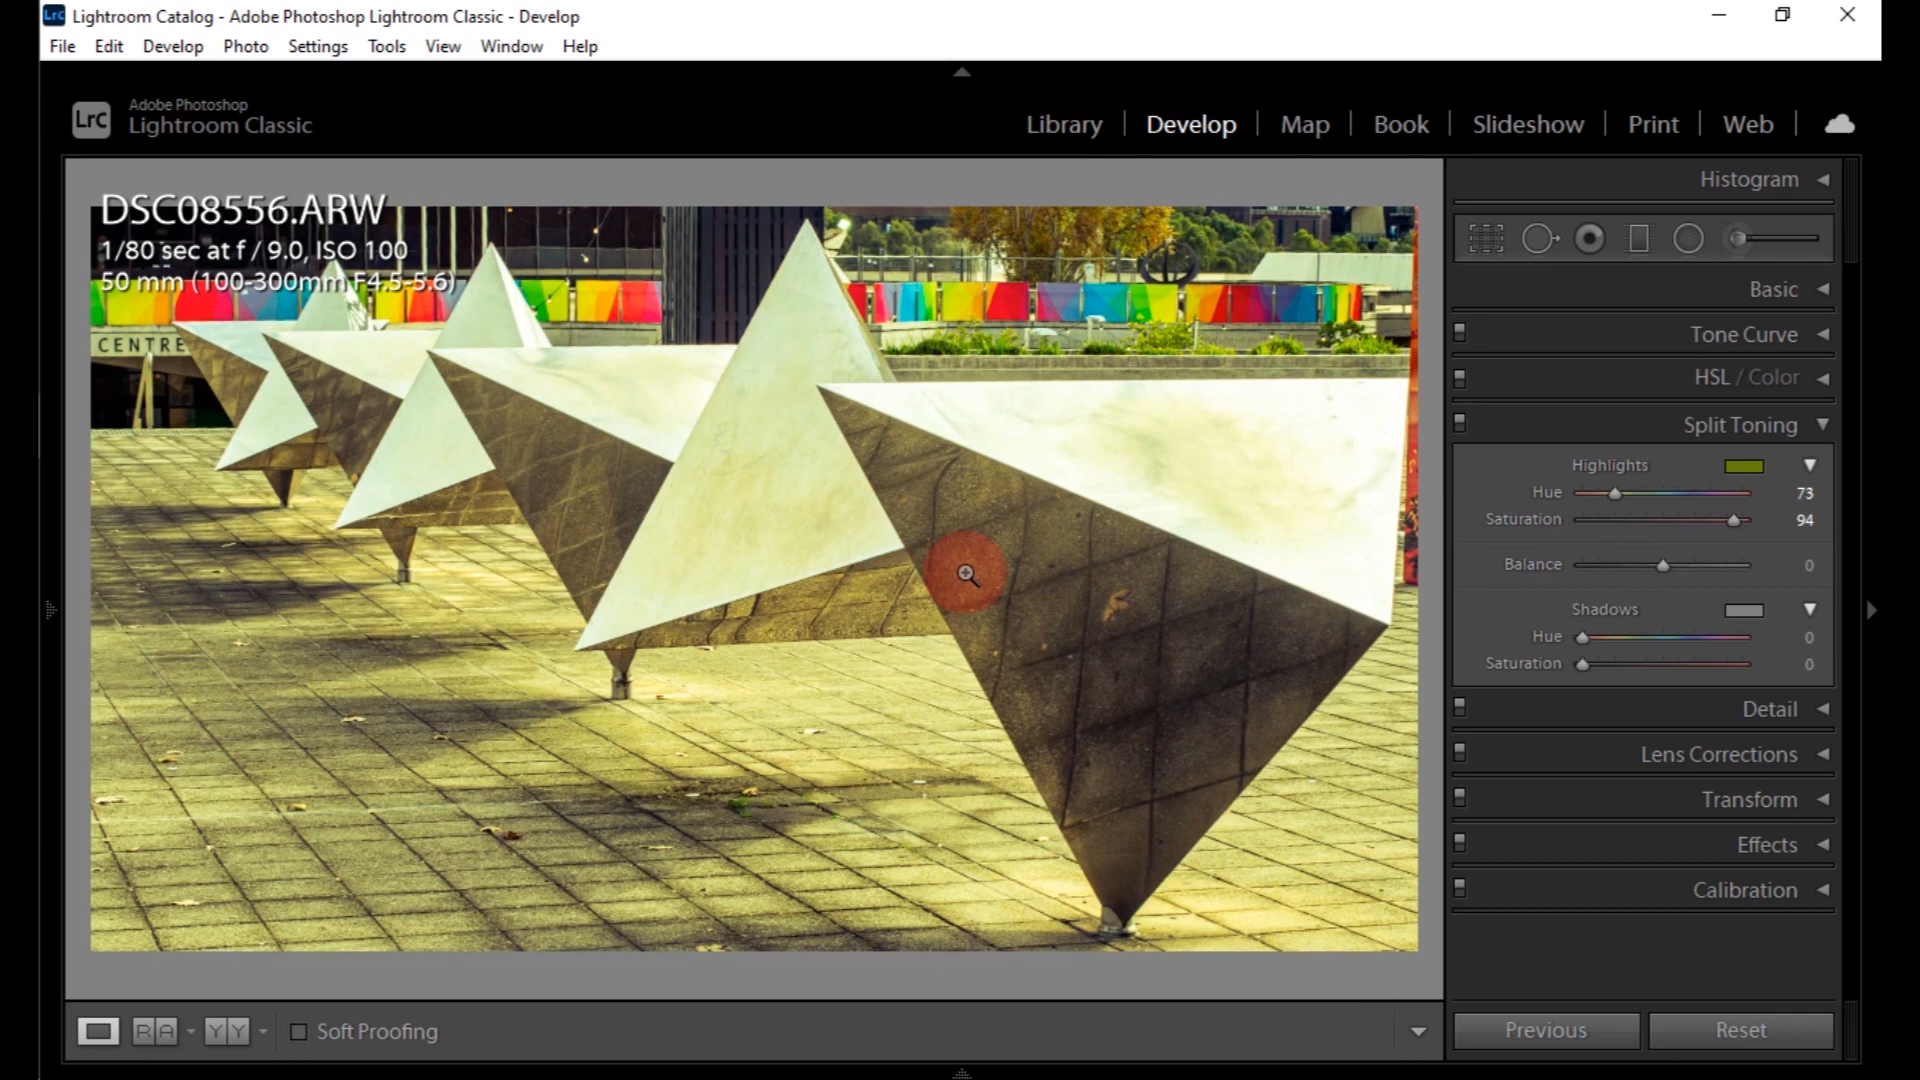 Lrc Lightroom Catalog - Adobe Photoshop Lightroom Classic - Develop
File Edit Develop Photo Settings Tools View Window Help
LrC Adobe Photoshop
Lightroom Classic
Library | Develop | Map | Book | Slideshow | Print | Web |
DSC08556.ARW
1/80 sec at f / 9.0, ISO 100
50 mm (100-300mm F4.5-5.6)
CENTRE
Histogram
Basic
Tone Curve
HSL / Color
Split Toning
Highlights
Hue 73
Saturation 94
Balance 0
Shadows
Hue 0
Saturation 0
Detail
Lens Corrections
Transform
Effects
Calibration
R A Y Y Soft Proofing
Previous Reset